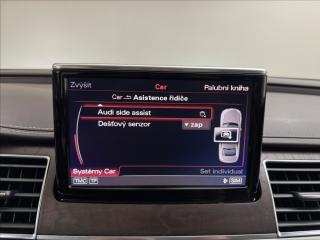 Zvýšit Car Palubní kniha
Car Asistence řidiče
Audi side assist
Dešťový senzor zap
Systémy Car Set individual
TMC TP SIM